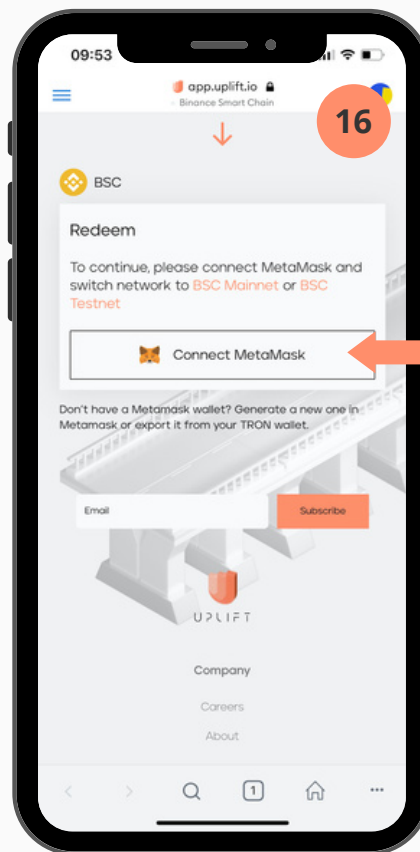 09:53
app.uplift.io
Binance Smart Chain
16
BSC
Redeem
To continue, please connect MetaMask and
switch network to BSC Mainnet or BSC
Testnet
Connect MetaMask
Don't have a Metamask wallet? Generate a new one in
Metamask or export it from your TRON wallet.
Email
Subscribe
UPLIFT
Company
Careers
About
1